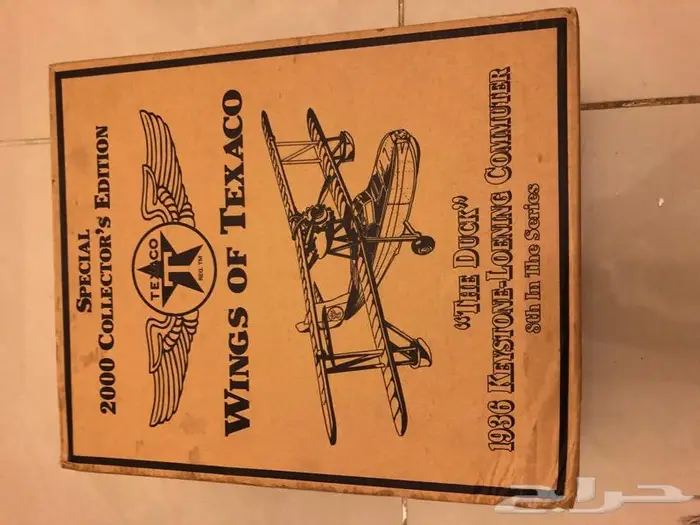 SPECIAL
2000 COLLECTOR'S EDITION
TEXACO
T
REG. TM
WINGS OF TEXACO
"THE DUCK"
1936 KEYSTONE-LOENING COMMUTER
8th In The Series
حراج